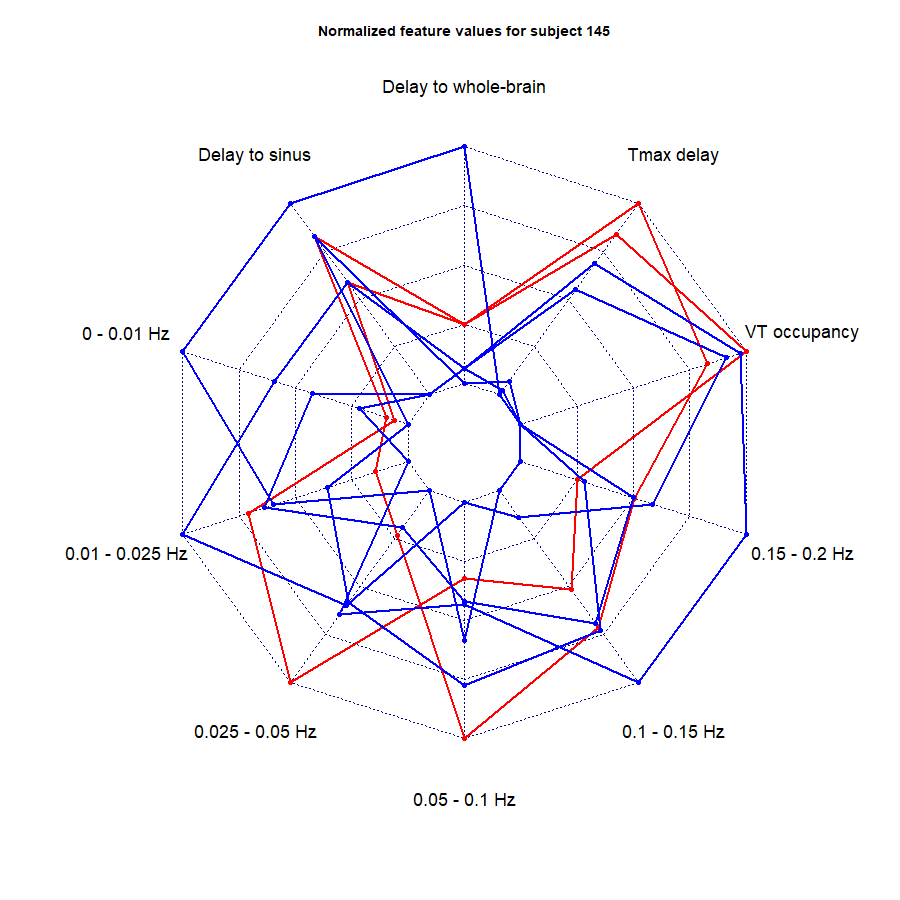 Normalized feature values for subject 145
Delay to whole-brain
Delay to sinus
Tmax delay
0 - 0.01 Hz
VT occupancy
0.01 - 0.025 Hz
0.15 - 0.2 Hz
0.025 - 0.05 Hz
0.1 - 0.15 Hz
0.05 - 0.1 Hz